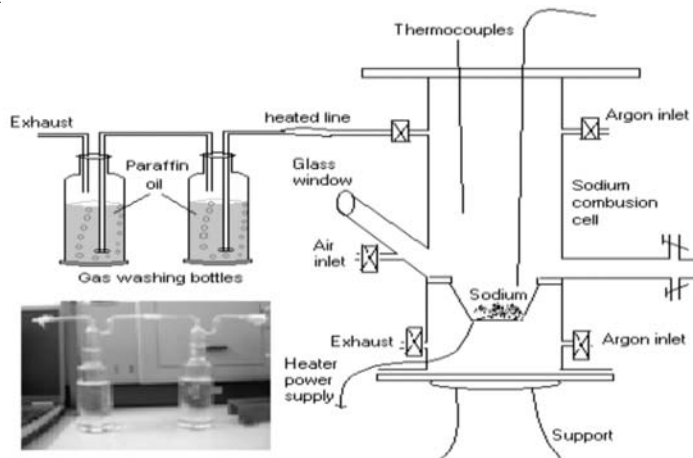 Thermocouples
Exhaust
heated line
Argon inlet
Paraffin
oil
Glass
window
Sodium
combusion
cell
Air
inlet
Gas washing bottles
Sodium
Exhaust
Argon inlet
Heater
power
supply
Support